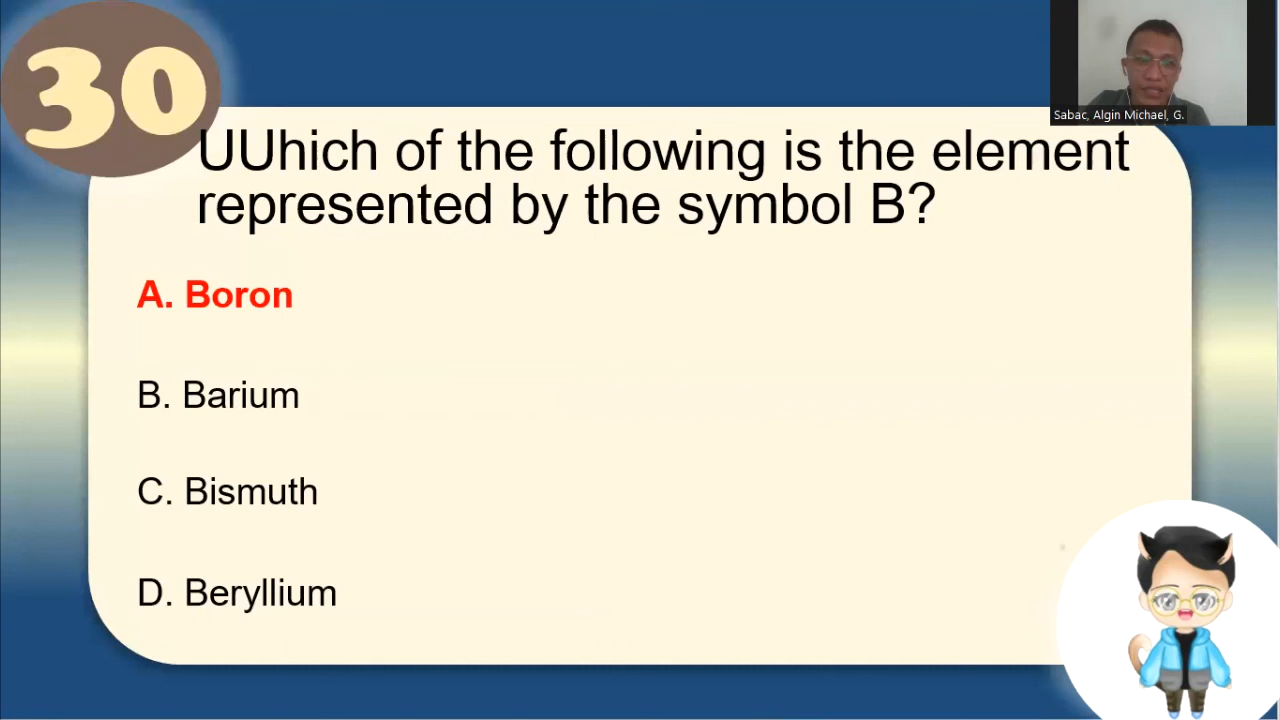 30
Sabac, Algin Michael, G.
UUhich of the following is the element
represented by the symbol B?
A. Boron
B. Barium
C. Bismuth
D. Beryllium